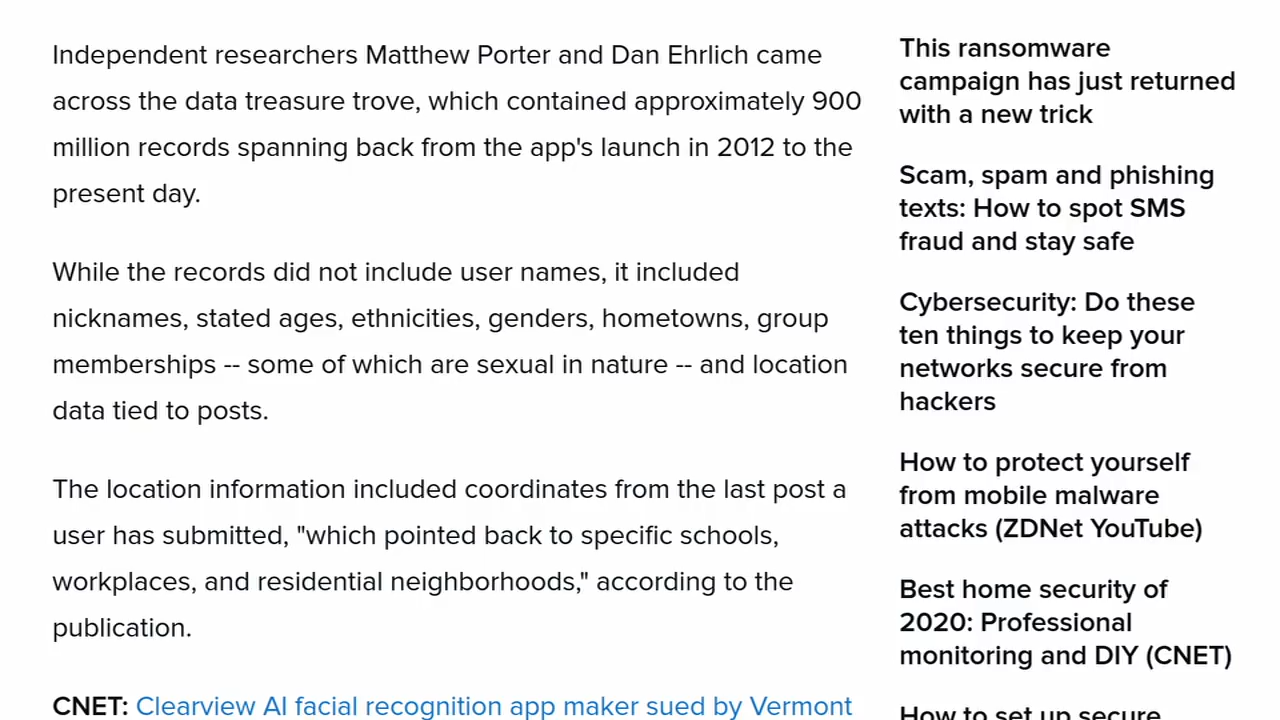 Independent researchers Matthew Porter and Dan Ehrlich came
across the data treasure trove, which contained approximately 900
million records spanning back from the app's launch in 2012 to the
present day.
While the records did not include user names, it included
nicknames, stated ages, ethnicities, genders, hometowns, group
memberships -- some of which are sexual in nature -- and location
data tied to posts.
The location information included coordinates from the last post a
user has submitted, "which pointed back to specific schools,
workplaces, and residential neighborhoods," according to the
publication.
CNET: Clearview AI facial recognition app maker sued by Vermont
This ransomware
campaign has just returned
with a new trick
Scam, spam and phishing
texts: How to spot SMS
fraud and stay safe
Cybersecurity: Do these
ten things to keep your
networks secure from
hackers
How to protect yourself
from mobile malware
attacks (ZDNet YouTube)
Best home security of
2020: Professional
monitoring and DIY (CNET)
How to set up secure